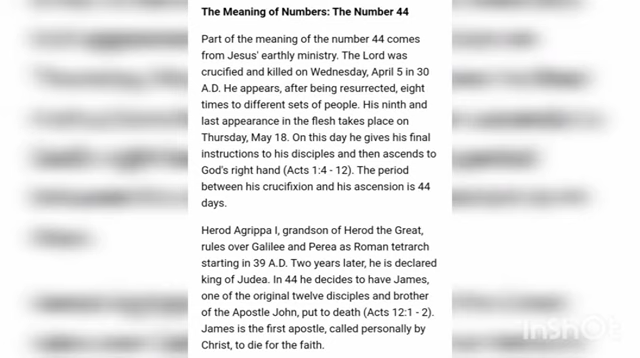 The Meaning of Numbers: The Number 44
Part of the meaning of the number 44 comes
from Jesus' earthly ministry. The Lord was
crucified and killed on Wednesday, April 5 in 30
A.D. He appears, after being resurrected, eight
times to different sets of people. His ninth and
last appearance in the flesh takes place on
Thursday, May 18. On this day he gives his final
instructions to his disciples and then ascends to
God's right hand (Acts 1:4 - 12). The period
between his crucifixion and his ascension is 44
days.
Herod Agrippa I, grandson of Herod the Great,
rules over Galilee and Perea as Roman tetrarch
starting in 39 A.D. Two years later, he is declared
king of Judea. In 44 he decides to have James,
one of the original twelve disciples and brother
of the Apostle John, put to death (Acts 12:1 - 2).
James is the first apostle, called personally by
Christ, to die for the faith.
InShot